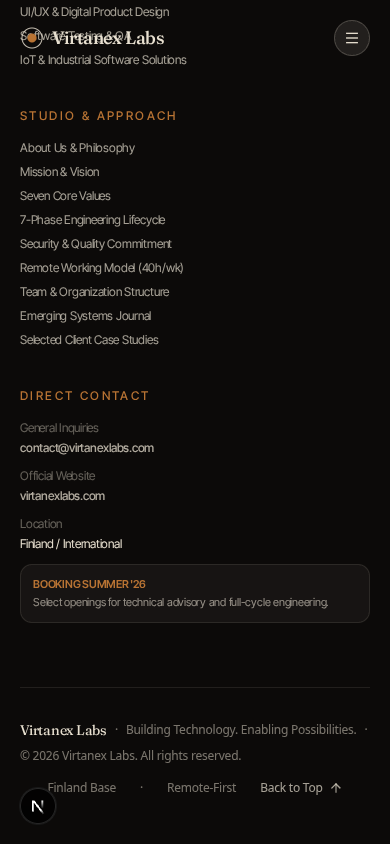 UI/UX & Digital Product Design
Virtanex Labs
Software Testing & QA
IoT & Industrial Software Solutions
STUDIO & APPROACH
About Us & Philosophy
Mission & Vision
Seven Core Values
7-Phase Engineering Lifecycle
Security & Quality Commitment
Remote Working Model (40h/wk)
Team & Organization Structure
Emerging Systems Journal
Selected Client Case Studies
DIRECT CONTACT
General Inquiries
contact@virtanexlabs.com
Official Website
virtanexlabs.com
Location
Finland / International
BOOKING SUMMER '26
Select openings for technical advisory and full-cycle engineering.
Virtanex Labs · Building Technology. Enabling Possibilities. ·
© 2026 Virtanex Labs. All rights reserved.
Finland Base · Remote-First Back to Top ↑
N